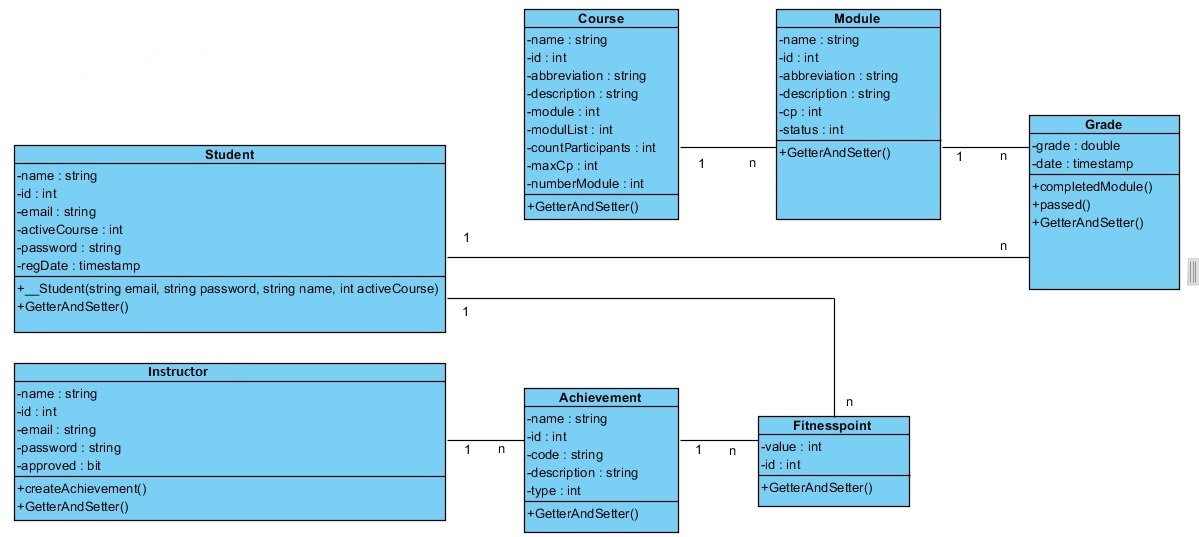 Course
-name : string
-id : int
-abbreviation : string
-description : string
-module : int
-modulList : int
-countParticipants : int
-maxCp : int
-numberModule : int
+GetterAndSetter()
1
n
Module
-name : string
-id : int
-abbreviation : string
-description : string
-cp : int
-status : int
+GetterAndSetter()
1
n
Grade
-grade : double
-date : timestamp
+completedModule()
+passed()
+GetterAndSetter()
Student
-name : string
-id : int
-email : string
-activeCourse : int
-password : string
-regDate : timestamp
+__Student(string email, string password, string name, int activeCourse)
+GetterAndSetter()
1
n
1
n
Instructor
-name : string
-id : int
-email : string
-password : string
-approved : bit
+createAchievement()
+GetterAndSetter()
1
n
Achievement
-name : string
-id : int
-code : string
-description : string
-type : int
+GetterAndSetter()
1
n
Fitnesspoint
-value : int
-id : int
+GetterAndSetter()